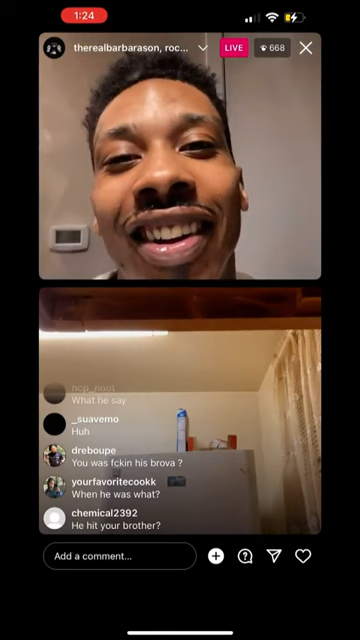 1:24
therealbarbarason, roc...
LIVE
668
hcp_hoot
What he say
_suavemo
Huh
dreboupe
You was fckin his brova ?
yourfavoritecookk
When he was what?
chemical2392
He hit your brother?
Add a comment...